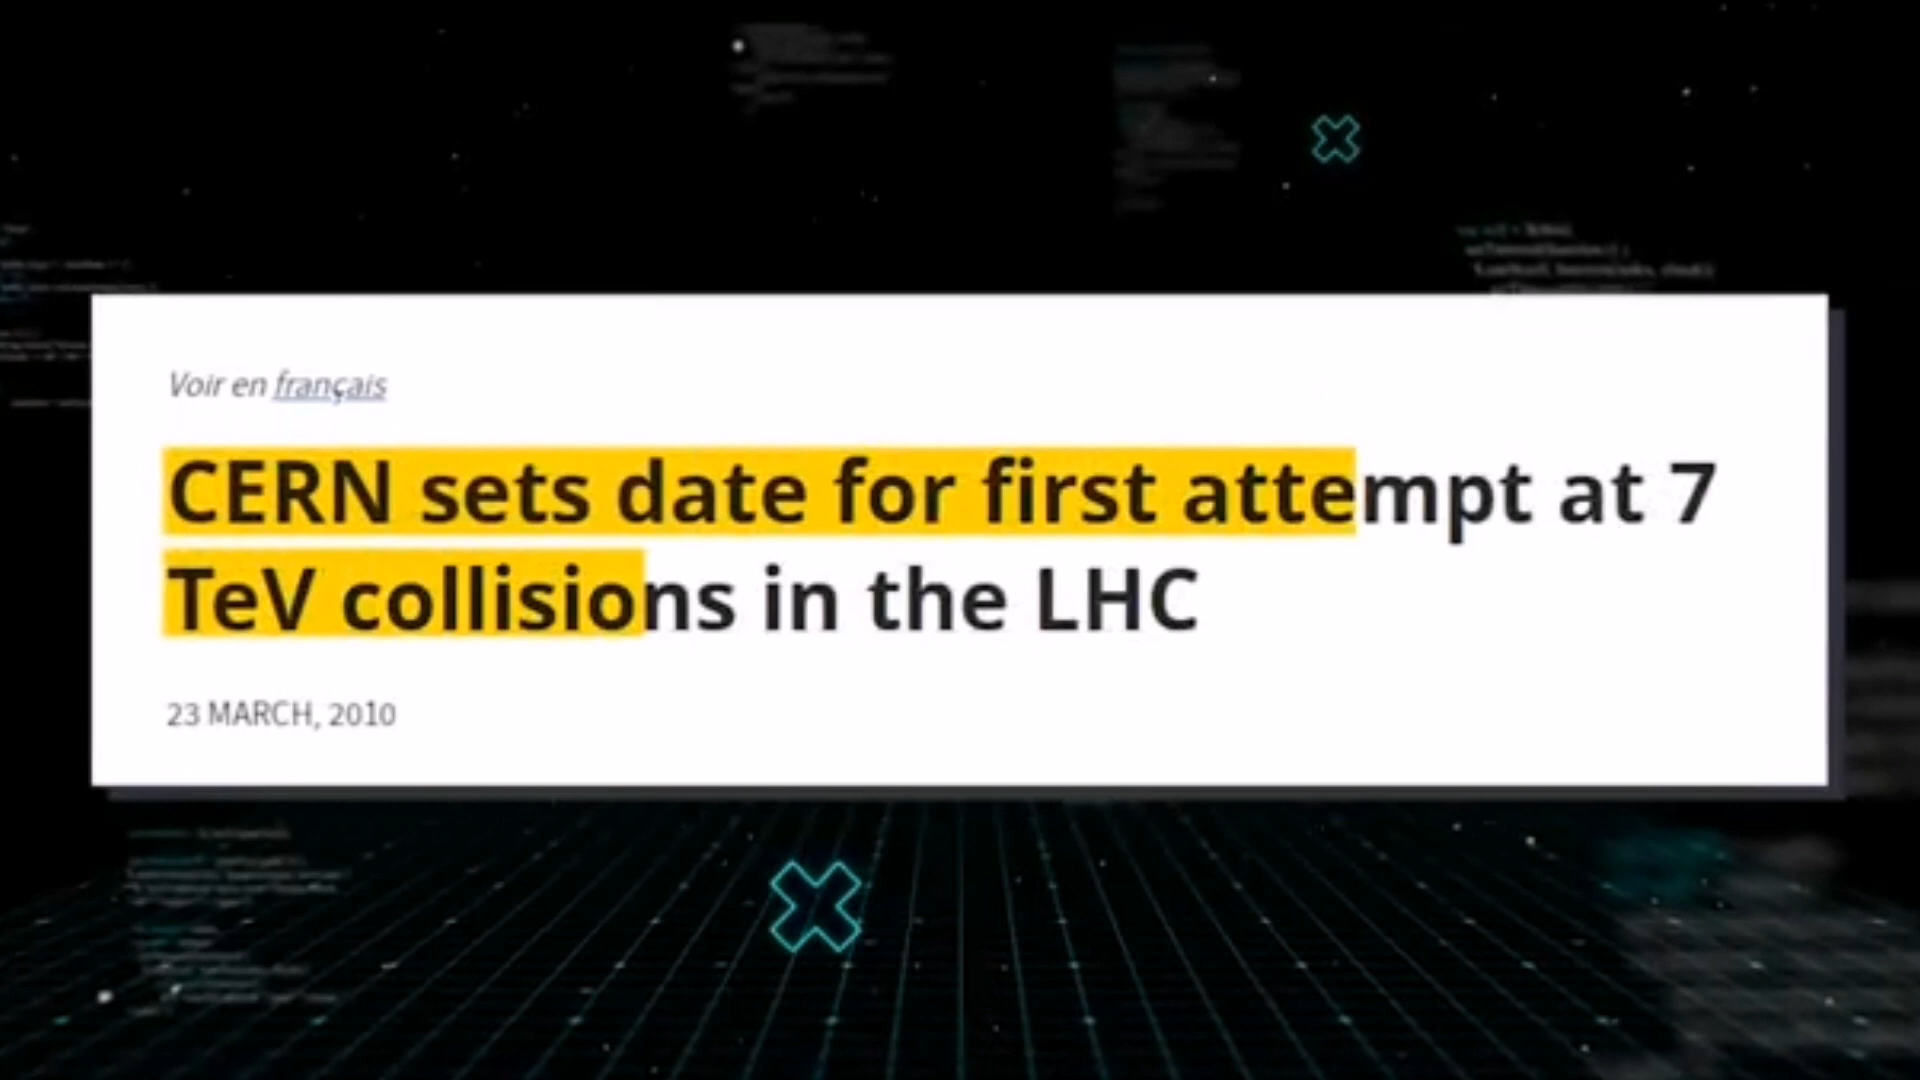 Voir en français
CERN sets date for first attempt at 7
TeV collisions in the LHC
23 MARCH, 2010